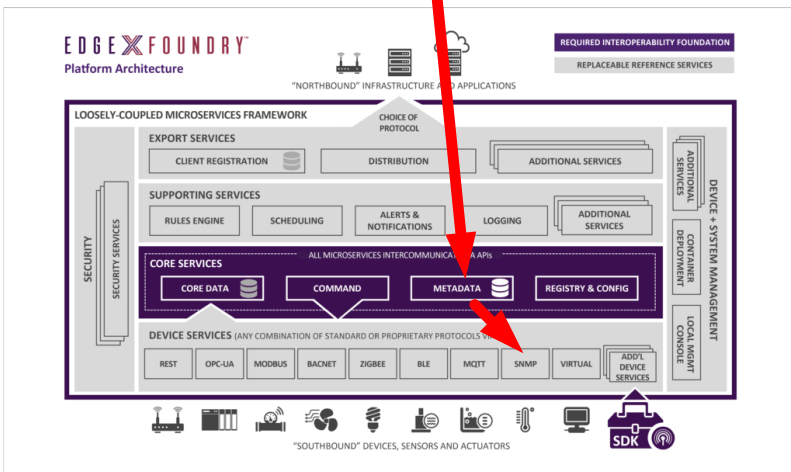 EDGE X FOUNDRY™
Platform Architecture
REQUIRED INTEROPERABILITY FOUNDATION
REPLACEABLE REFERENCE SERVICES
"NORTHBOUND" INFRASTRUCTURE AND APPLICATIONS
LOOSELY-COUPLED MICROSERVICES FRAMEWORK
CHOICE OF
PROTOCOL
EXPORT SERVICES
CLIENT REGISTRATION
DISTRIBUTION
ADDITIONAL SERVICES
SUPPORTING SERVICES
RULES ENGINE
SCHEDULING
ALERTS &
NOTIFICATIONS
LOGGING
ADDITIONAL
SERVICES
ALL MICROSERVICES INTERCOMMUNICATE APIs
CORE SERVICES
CORE DATA
COMMAND
METADATA
REGISTRY & CONFIG
DEVICE SERVICES (ANY COMBINATION OF STANDARD OR PROPRIETARY PROTOCOLS
REST
OPC-UA
MODBUS
BACNET
ZIGBEE
BLE
MQTT
SNMP
VIRTUAL
ADD'L
DEVICE
SERVICES
SECURITY
SECURITY SERVICES
ADDITIONAL
SERVICES
CONTAINER
DEPLOYMENT
LOCAL MGMT
CONSOLE
DEVICE + SYSTEM MANAGEMENT
"SOUTHBOUND" DEVICES, SENSORS AND ACTUATORS
SDK